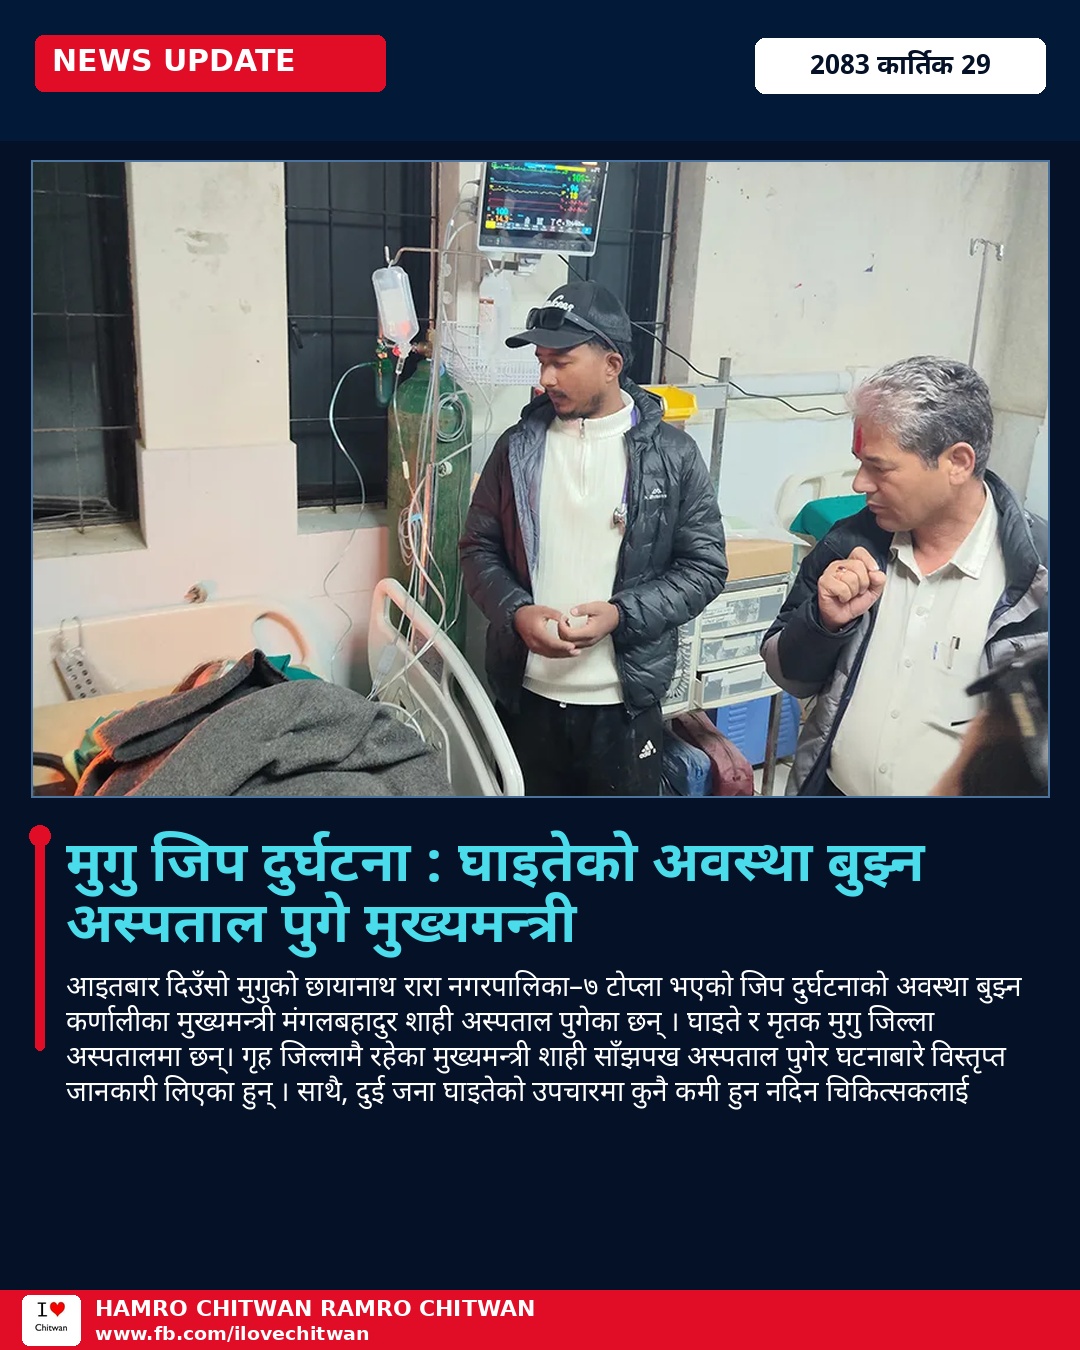 NEWS UPDATE
2083 कार्तिक 29
मुगु जिप दुर्घटना : घाइतेको अवस्था बुझ्न
अस्पताल पुगे मुख्यमन्त्री
आइतबार दिउँसो मुगुको छायानाथ रारा नगरपालिका–७ टोप्ला भएको जिप दुर्घटनाको अवस्था बुझ्न
कर्णालीका मुख्यमन्त्री मंगलबहादुर शाही अस्पताल पुगेका छन् । घाइते र मृतक मुगु जिल्ला
अस्पतालमा छन्। गृह जिल्लामै रहेका मुख्यमन्त्री शाही साँझपख अस्पताल पुगेर घटनाबारे विस्तृप्त
जानकारी लिएका हुन् । साथै, दुई जना घाइतेको उपचारमा कुनै कमी हुन नदिन चिकित्सकलाई
I ♥
Chitwan
HAMRO CHITWAN RAMRO CHITWAN
www.fb.com/ilovechitwan